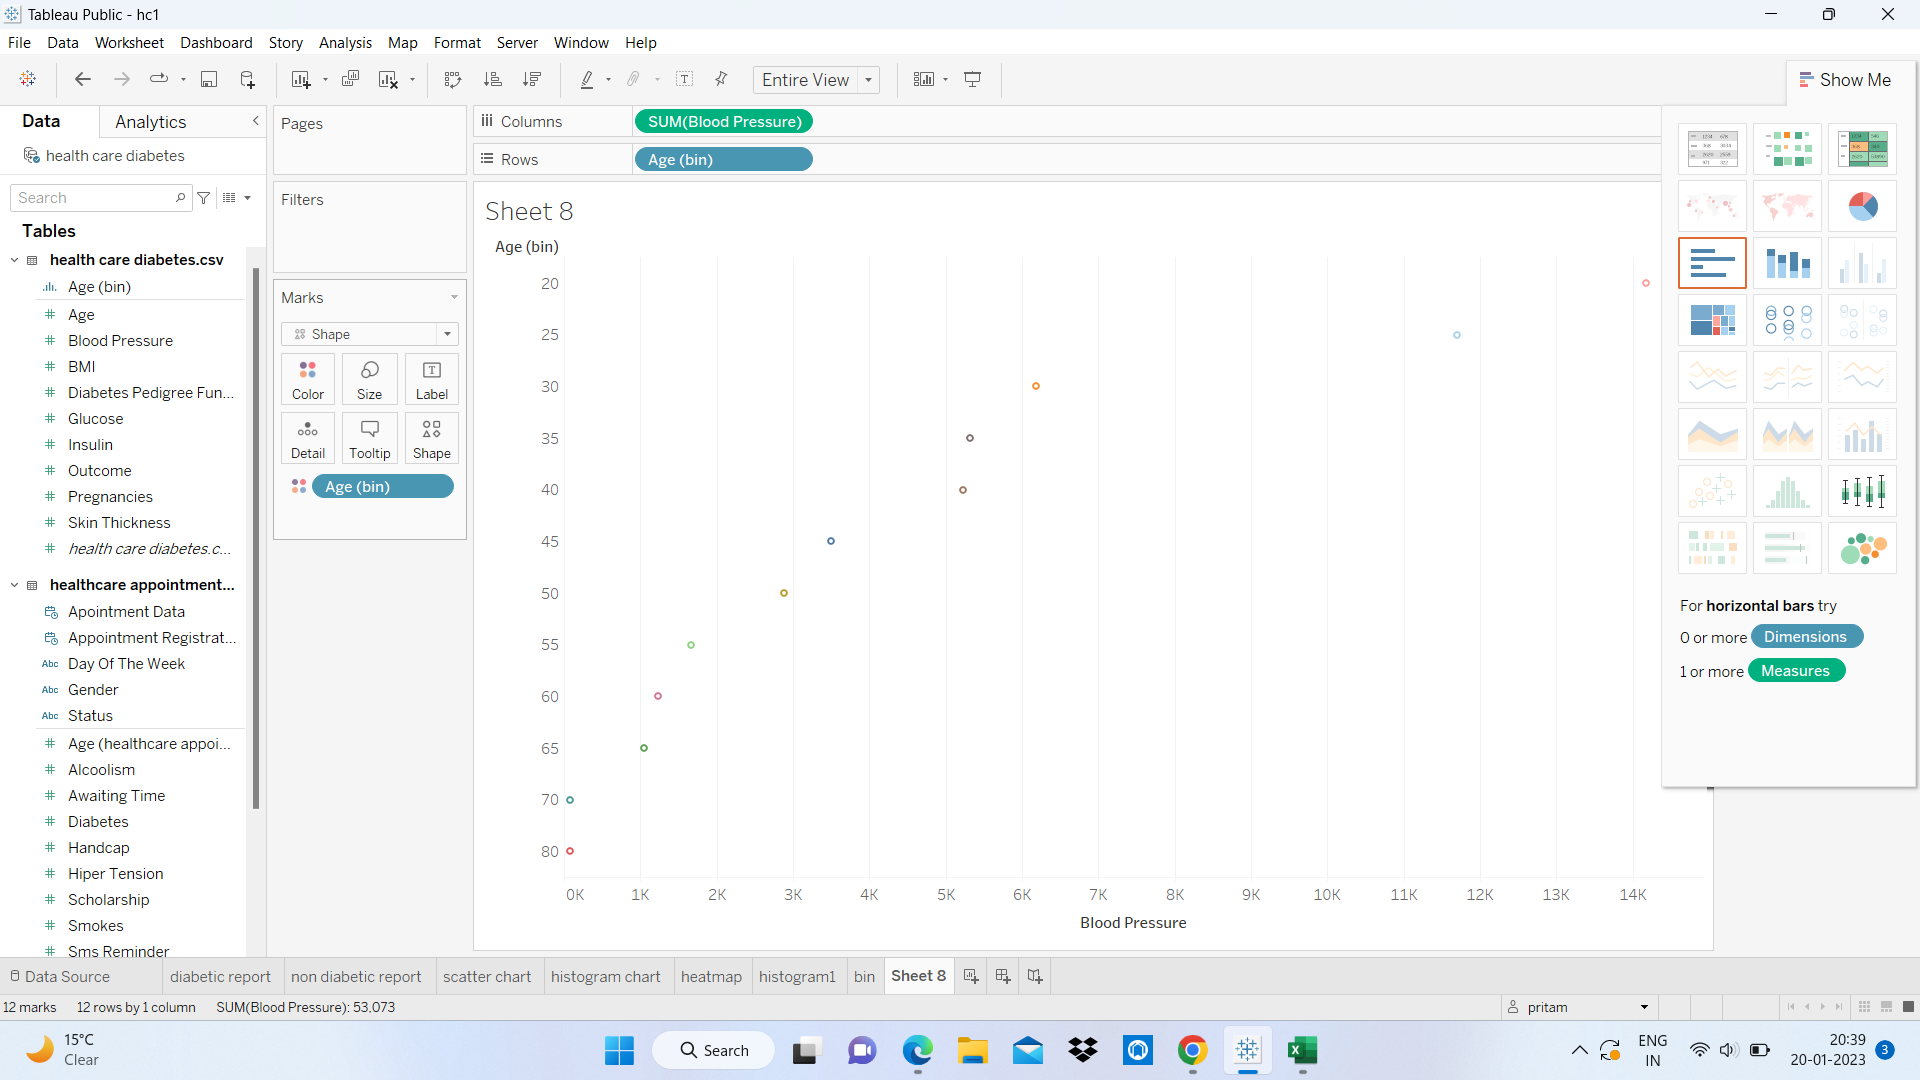 Tableau Public - hc1
File Data Worksheet Dashboard Story Analysis Map Format Server Window Help
Entire View
Show Me
Data Analytics
health care diabetes
Search
Tables
health care diabetes.csv
Age (bin)
Age
Blood Pressure
BMI
Diabetes Pedigree Fun...
Glucose
Insulin
Outcome
Pregnancies
Skin Thickness
health care diabetes.c...
healthcare appointment...
Apointment Data
Appointment Registrat...
Abc Day Of The Week
Abc Gender
Abc Status
Age (healthcare appoi...
Alcoolism
Awaiting Time
Diabetes
Handcap
Hiper Tension
Scholarship
Smokes
Sms Reminder
Pages
Filters
Marks
Shape
Color Size Label
Detail Tooltip Shape
Age (bin)
Columns SUM(Blood Pressure)
Rows Age (bin)
Sheet 8
Age (bin)
20
25
30
35
40
45
50
55
60
65
70
80
0K 1K 2K 3K 4K 5K 6K 7K 8K 9K 10K 11K 12K 13K 14K
Blood Pressure
For horizontal bars try
0 or more Dimensions
1 or more Measures
Data Source diabetic report non diabetic report scatter chart histogram chart heatmap histogram1 bin Sheet 8
12 marks 12 rows by 1 column SUM(Blood Pressure): 53,073
pritam
15°C
Clear
Search
ENG
IN
20:39
20-01-2023
3